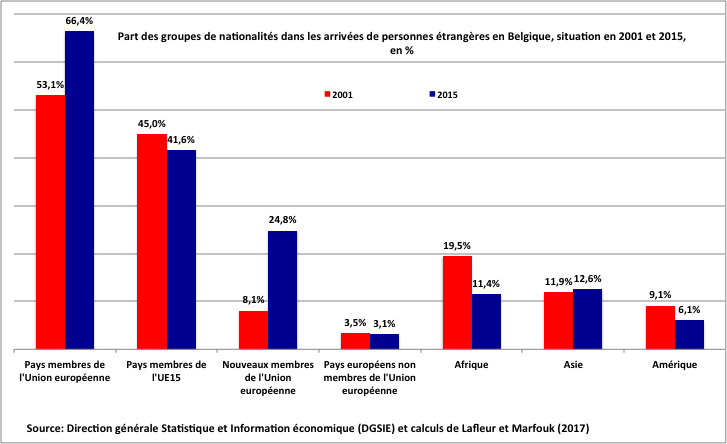 Part des groupes de nationalités dans les arrivées de personnes étrangères en Belgique, situation en 2001 et 2015,
en %
2001
2015
53,1%
66,4%
45,0%
41,6%
8,1%
24,8%
3,5%
3,1%
19,5%
11,4%
11,9%
12,6%
9,1%
6,1%
Pays membres de
l'Union européenne
Pays membres de
l'UE15
Nouveaux membres
de l'Union
européenne
Pays européens non
membres de l'Union
européenne
Afrique
Asie
Amérique
Source: Direction générale Statistique et Information économique (DGSIE) et calculs de Lafleur et Marfouk (2017)